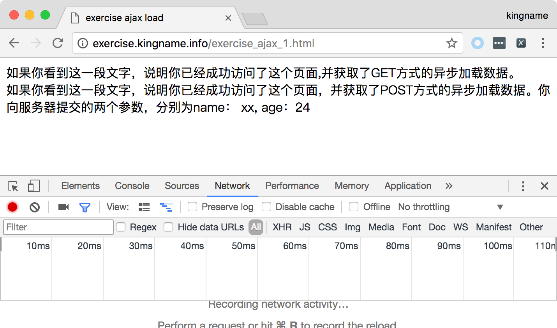 exercise ajax load
kingname
exercise.kingname.info/exercise_ajax_1.html
如果你看到这一段文字，说明你已经成功访问了这个页面,并获取了GET方式的异步加载数据。
如果你看到这一段文字，说明你已经成功访问了这个页面，并获取了POST方式的异步加载数据。你
向服务器提交的两个参数，分别为name： xx, age：24
Elements Console Sources Network Performance Memory Application »
View: Preserve log Disable cache Offline No throttling
Filter Regex Hide data URLs All XHR JS CSS Img Media Font Doc WS Manifest Other
10ms 20ms 30ms 40ms 50ms 60ms 70ms 80ms 90ms 100ms 110n
Recording network activity…
Perform a request or hit ⌘ R to record the reload.